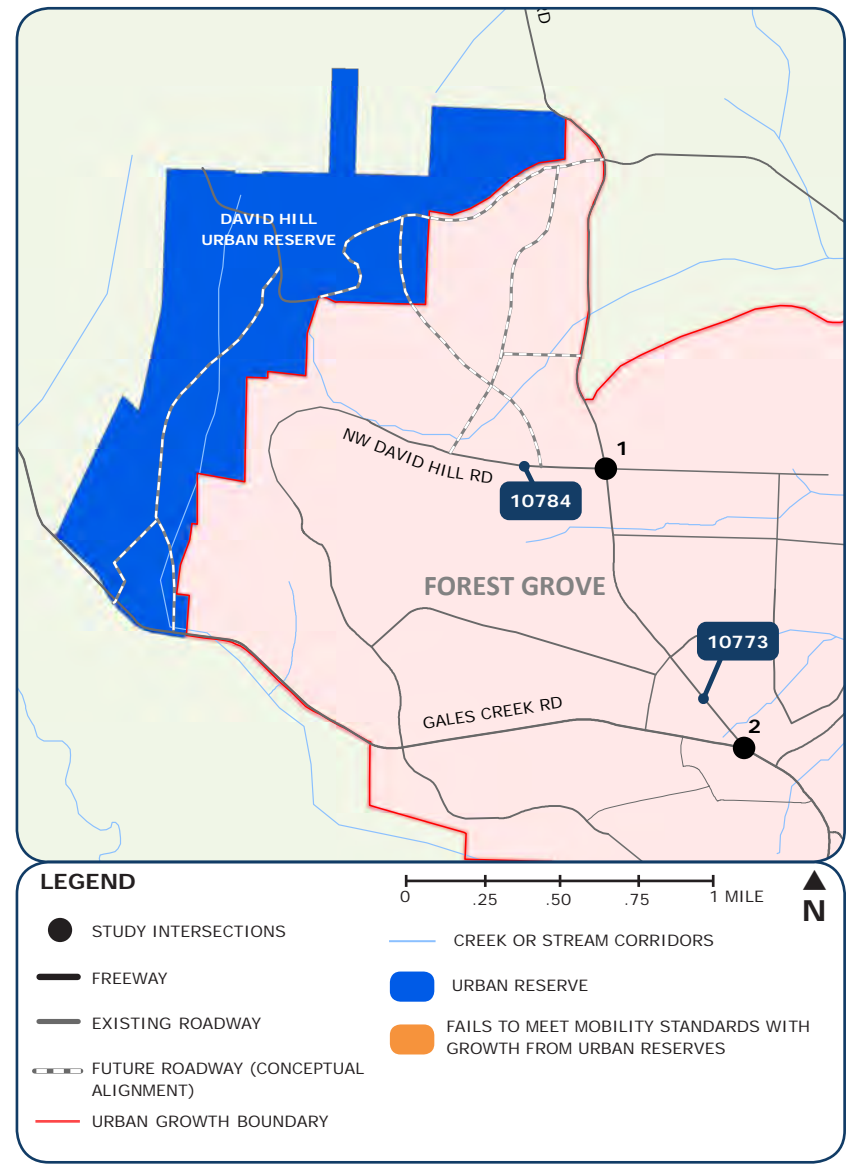 RD
DAVID HILL
URBAN RESERVE
1
NW DAVID HILL RD
10784
FOREST GROVE
10773
GALES CREEK RD
2
LEGEND
0 .25 .50 .75 1 MILE
N
STUDY INTERSECTIONS
FREEWAY
EXISTING ROADWAY
FUTURE ROADWAY (CONCEPTUAL
ALIGNMENT)
URBAN GROWTH BOUNDARY
CREEK OR STREAM CORRIDORS
URBAN RESERVE
FAILS TO MEET MOBILITY STANDARDS WITH
GROWTH FROM URBAN RESERVES